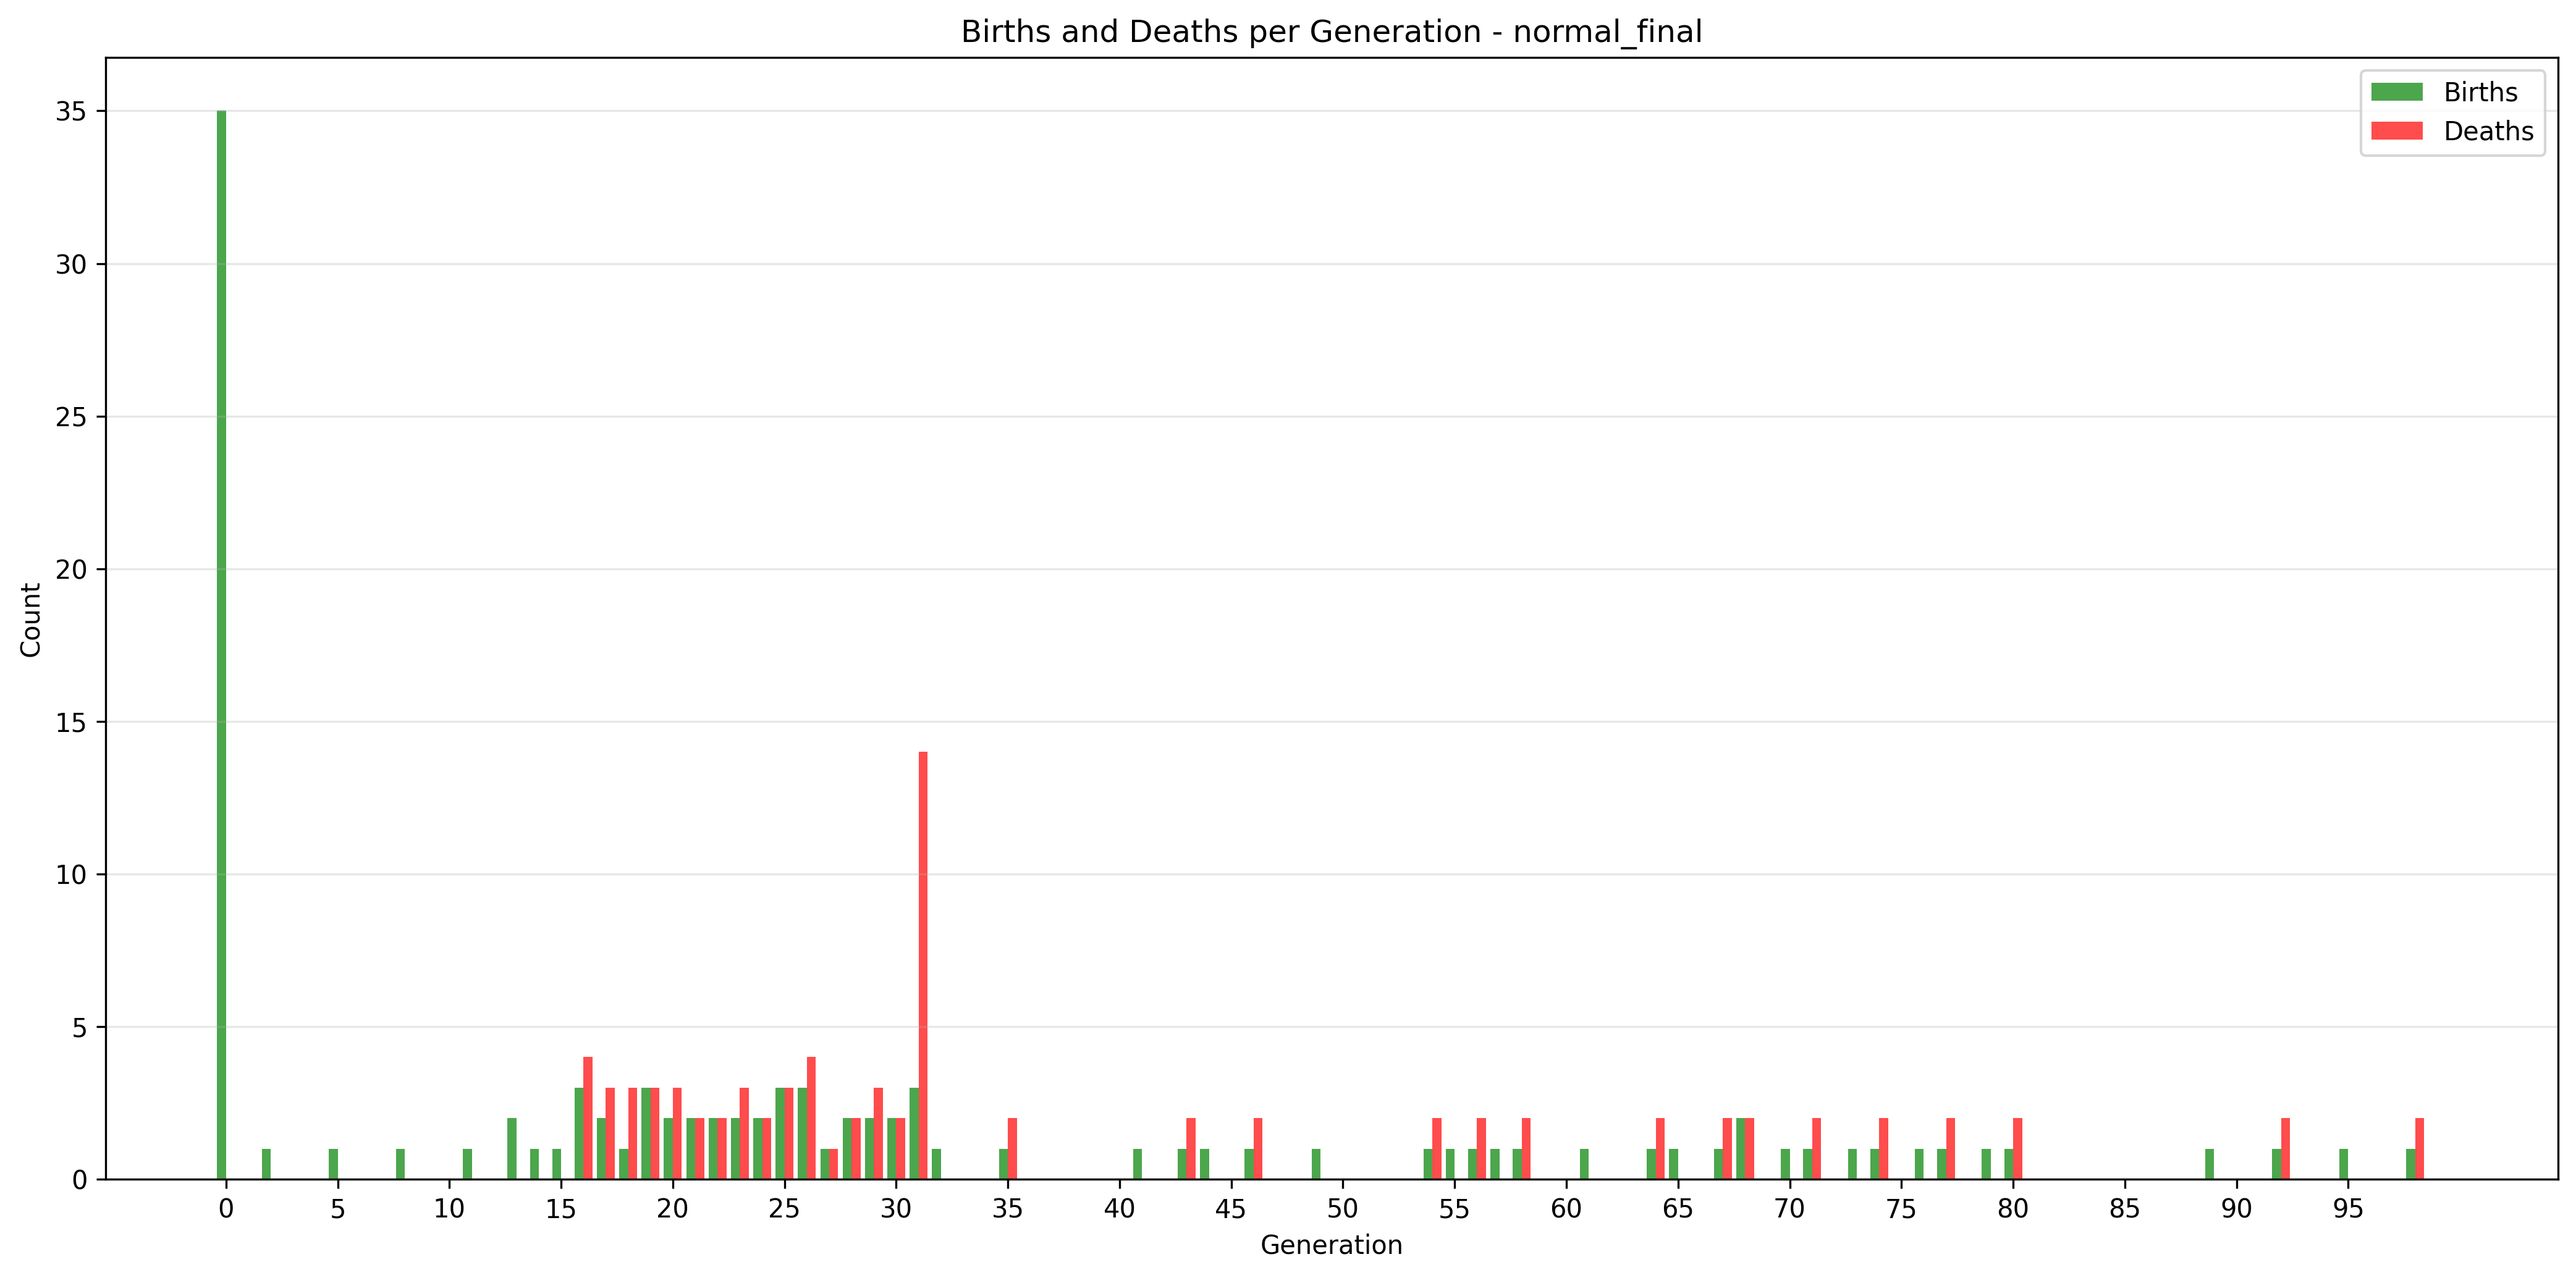 Births and Deaths per Generation - normal_final
Births
Deaths
Count
35
30
25
20
15
10
5
0
0 5 10 15 20 25 30 35 40 45 50 55 60 65 70 75 80 85 90 95
Generation